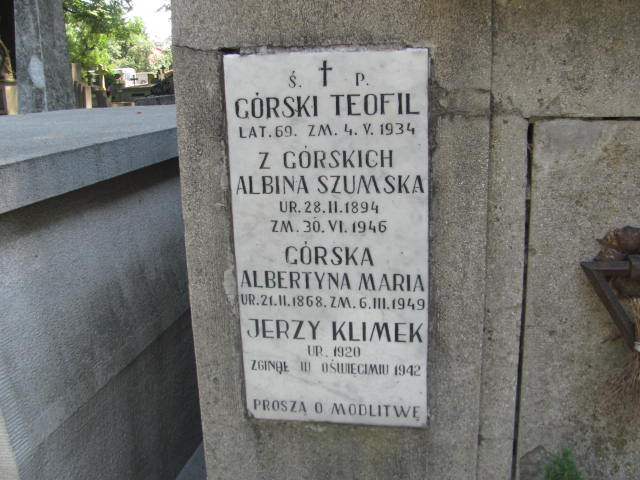 Ś. P.
GÓRSKI TEOFIL
LAT. 69. ZM. 4. V. 1934
Z GÓRSKICH
ALBINA SZUMSKA
UR. 28. II. 1894
ZM. 30. VI. 1946
GÓRSKA
ALBERTYNA MARIA
UR. 21. II. 1868. ZM. 6. III. 1949
JERZY KLIMEK
UR. 1920
ZGINĄŁ W OŚWIĘCIMIU 1942
PROSZĄ O MODLITWĘ